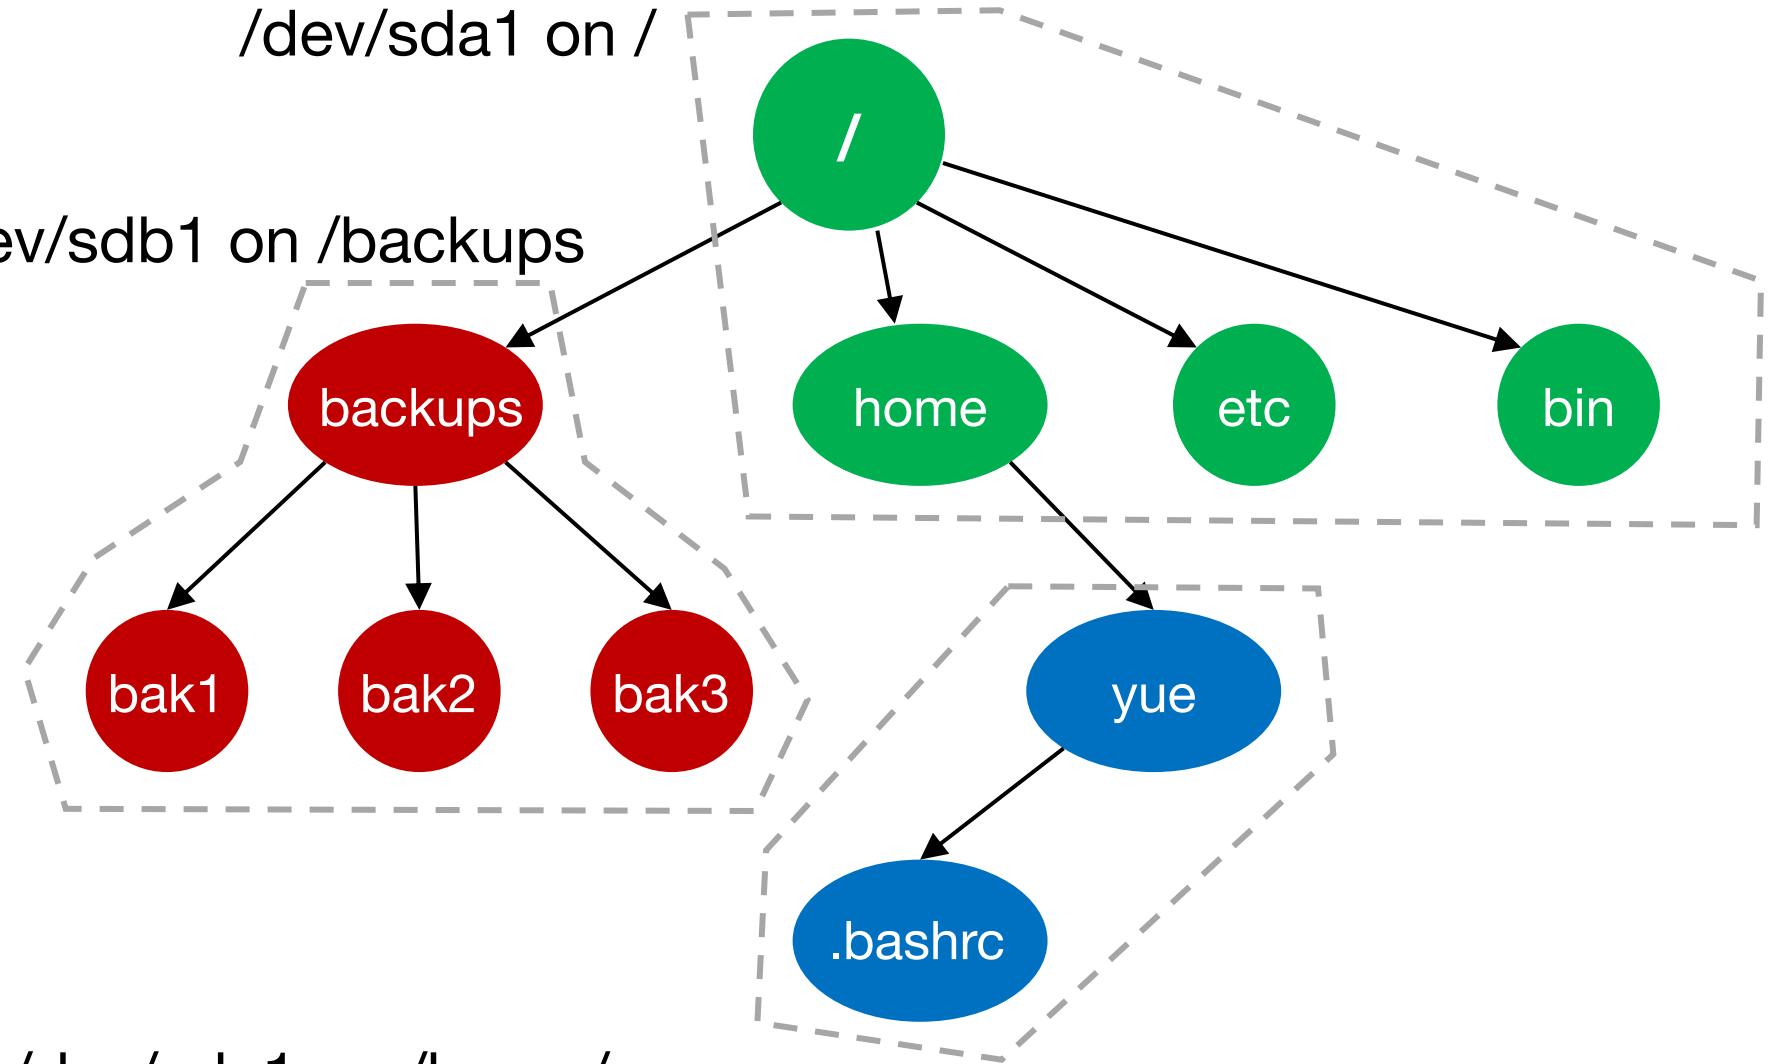 /dev/sda1 on /
/
ev/sdb1 on /backups
backups
home
etc
bin
bak1
bak2
bak3
yue
.bashrc